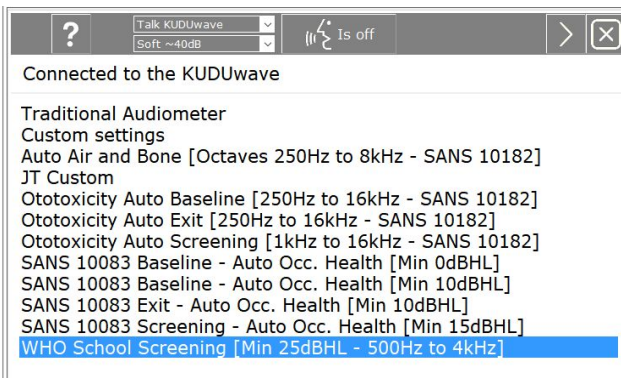 ?
Talk KUDUwave
Soft ~40dB
Is off
Connected to the KUDUwave
Traditional Audiometer
Custom settings
Auto Air and Bone [Octaves 250Hz to 8kHz - SANS 10182]
JT Custom
Ototoxicity Auto Baseline [250Hz to 16kHz - SANS 10182]
Ototoxicity Auto Exit [250Hz to 16kHz - SANS 10182]
Ototoxicity Auto Screening [1kHz to 16kHz - SANS 10182]
SANS 10083 Baseline - Auto Occ. Health [Min 0dBHL]
SANS 10083 Baseline - Auto Occ. Health [Min 10dBHL]
SANS 10083 Exit - Auto Occ. Health [Min 10dBHL]
SANS 10083 Screening - Auto Occ. Health [Min 15dBHL]
WHO School Screening [Min 25dBHL - 500Hz to 4kHz]